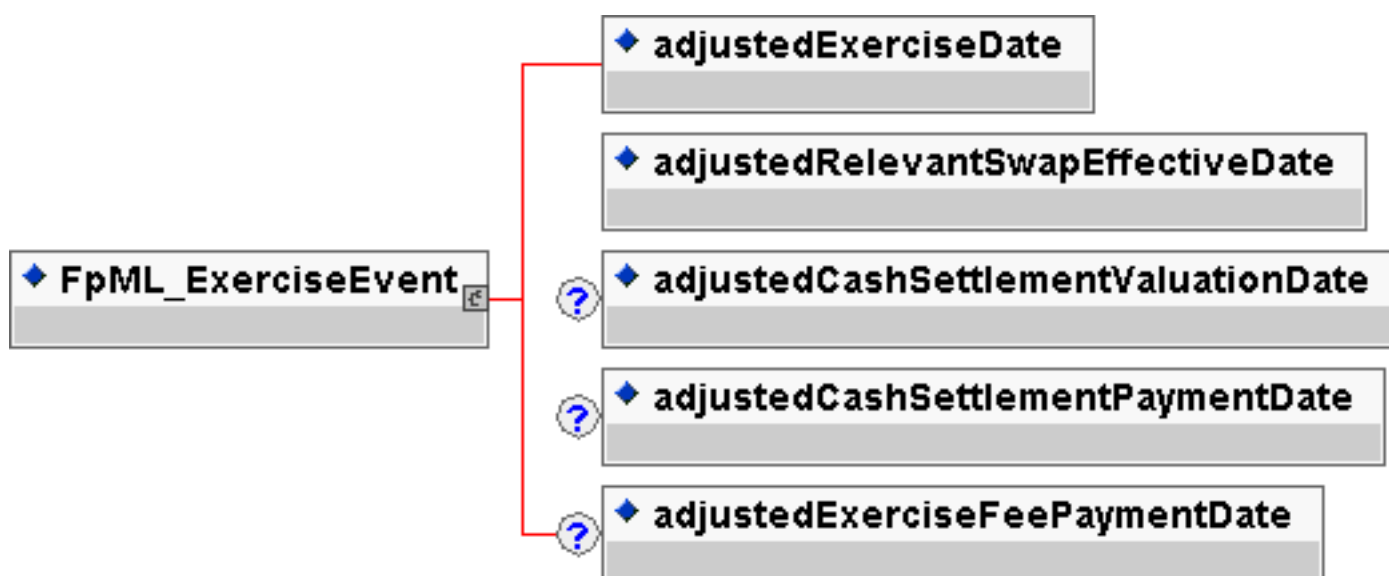 adjustedExerciseDate
adjustedRelevantSwapEffectiveDate
FpML_ExerciseEvent
? adjustedCashSettlementValuationDate
? adjustedCashSettlementPaymentDate
? adjustedExerciseFeePaymentDate